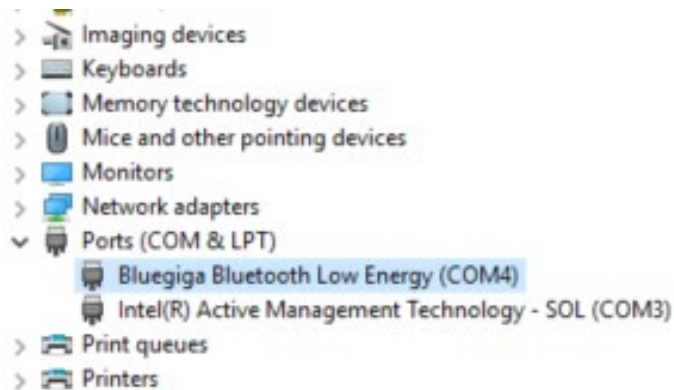 Imaging devices
Keyboards
Memory technology devices
Mice and other pointing devices
Monitors
Network adapters
Ports (COM & LPT)
Bluegiga Bluetooth Low Energy (COM4)
Intel(R) Active Management Technology - SOL (COM3)
Print queues
Printers